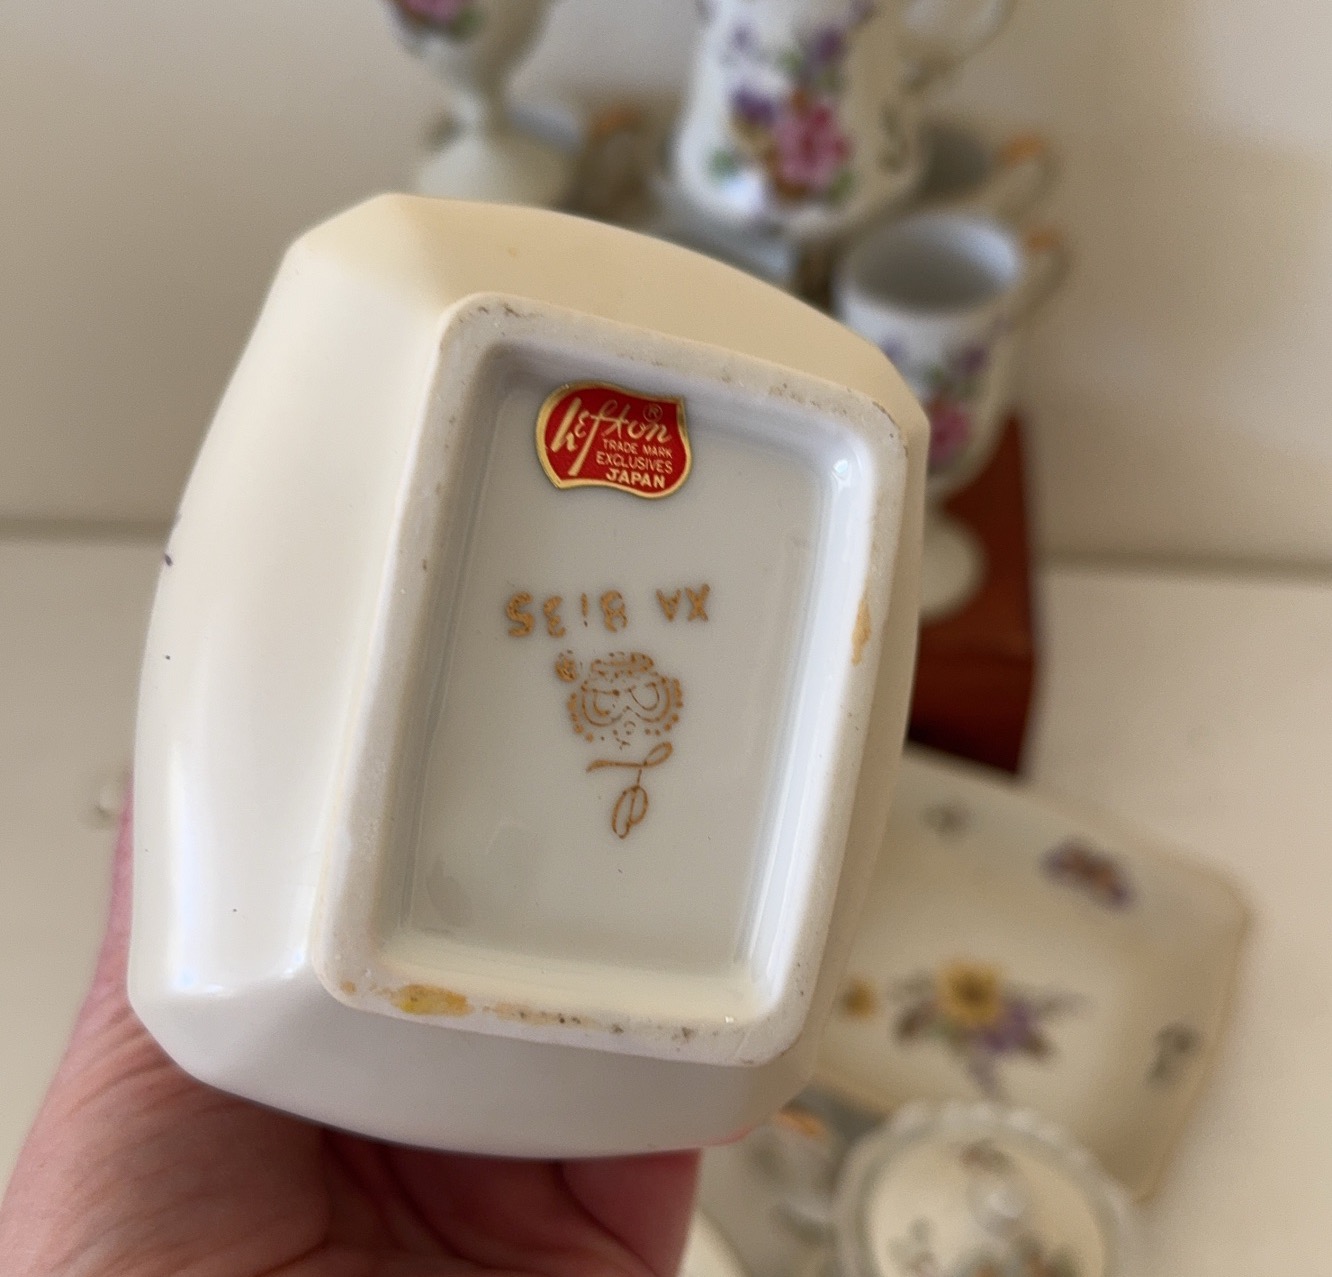 Lefton ®
TRADE MARK
EXCLUSIVES
JAPAN
XA 8135